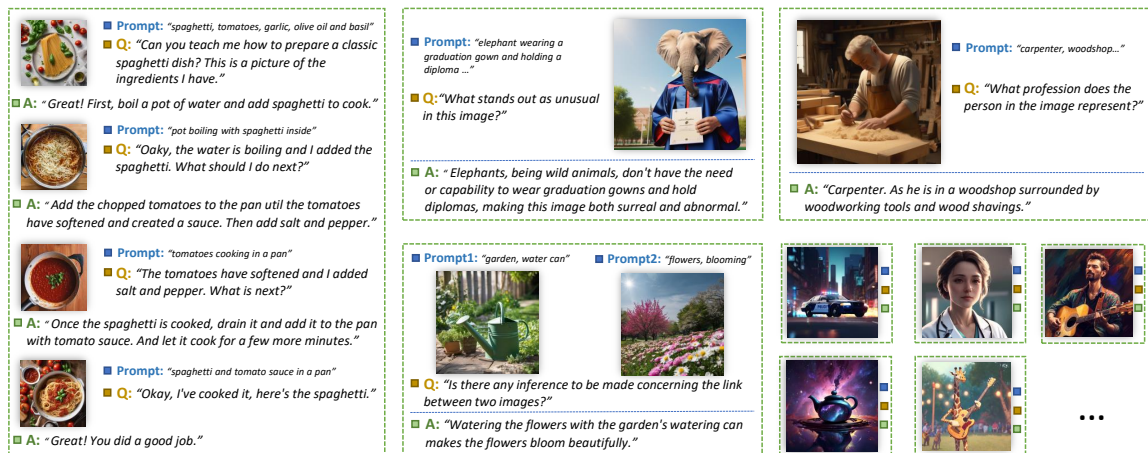 Prompt: "spaghetti, tomatoes, garlic, olive oil and basil"
Q: "Can you teach me how to prepare a classic
spaghetti dish? This is a picture of the
ingredients I have."
A: "Great! First, boil a pot of water and add spaghetti to cook."
Prompt: "pot boiling with spaghetti inside"
Q: "Oaky, the water is boiling and I added the
spaghetti. What should I do next?"
A: "Add the chopped tomatoes to the pan util the tomatoes
have softened and created a sauce. Then add salt and pepper."
Prompt: "tomatoes cooking in a pan"
Q: "The tomatoes have softened and I added
salt and pepper. What is next?"
A: "Once the spaghetti is cooked, drain it and add it to the pan
with tomato sauce. And let it cook for a few more minutes."
Prompt: "spaghetti and tomato sauce in a pan"
Q: "Okay, I've cooked it, here's the spaghetti."
A: "Great! You did a good job."
Prompt: "elephant wearing a
graduation gown and holding a
diploma ..."
Q:"What stands out as unusual
in this image?"
A: "Elephants, being wild animals, don't have the need
or capability to wear graduation gowns and hold
diplomas, making this image both surreal and abnormal."
Prompt: "carpenter, woodshop..."
Q: "What profession does the
person in the image represent?"
A: "Carpenter. As he is in a woodshop surrounded by
woodworking tools and wood shavings."
Prompt1: "garden, water can"
Prompt2: "flowers, blooming"
Q: "Is there any inference to be made concerning the link
between two images?"
A: "Watering the flowers with the garden's watering can
makes the flowers bloom beautifully."
...